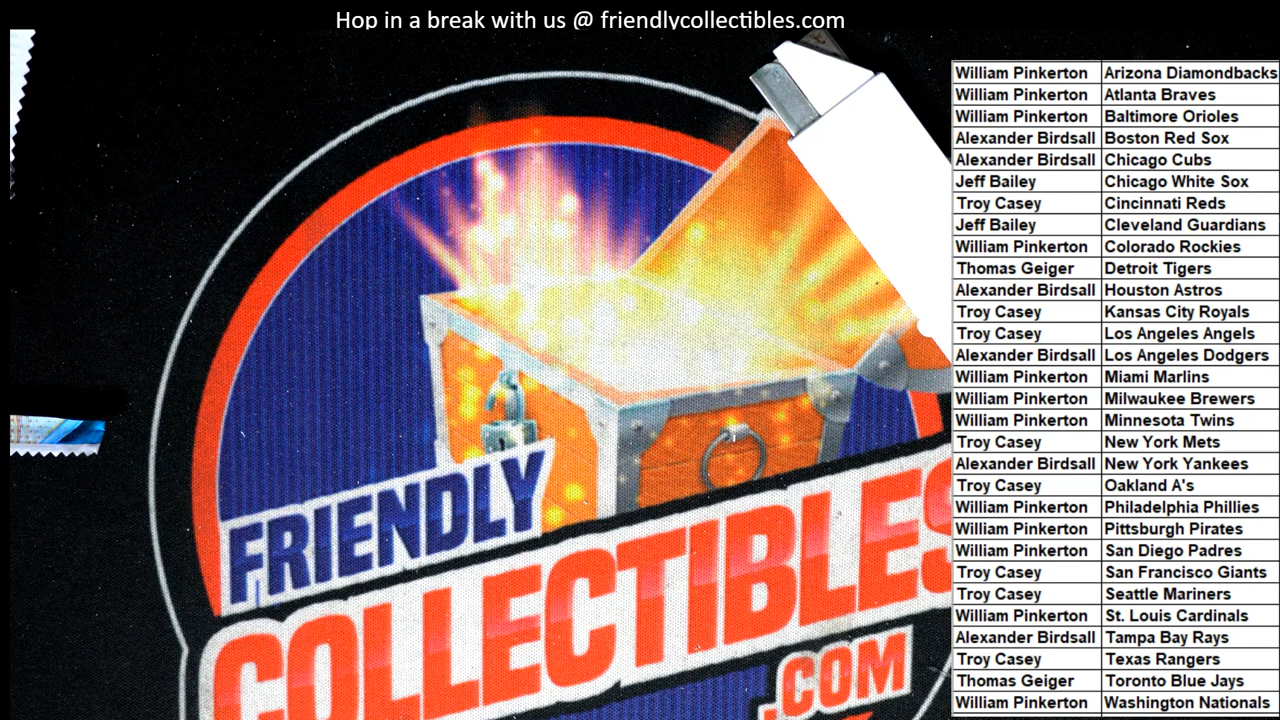 Hop in a break with us @ friendlycollectibles.com
William Pinkerton Arizona Diamondbacks
William Pinkerton Atlanta Braves
William Pinkerton Baltimore Orioles
Alexander Birdsall Boston Red Sox
Alexander Birdsall Chicago Cubs
Jeff Bailey Chicago White Sox
Troy Casey Cincinnati Reds
Jeff Bailey Cleveland Guardians
William Pinkerton Colorado Rockies
Thomas Geiger Detroit Tigers
Alexander Birdsall Houston Astros
Troy Casey Kansas City Royals
Troy Casey Los Angeles Angels
Alexander Birdsall Los Angeles Dodgers
William Pinkerton Miami Marlins
William Pinkerton Milwaukee Brewers
William Pinkerton Minnesota Twins
Troy Casey New York Mets
Alexander Birdsall New York Yankees
Troy Casey Oakland A's
William Pinkerton Philadelphia Phillies
William Pinkerton Pittsburgh Pirates
William Pinkerton San Diego Padres
Troy Casey San Francisco Giants
Troy Casey Seattle Mariners
William Pinkerton St. Louis Cardinals
Alexander Birdsall Tampa Bay Rays
Troy Casey Texas Rangers
Thomas Geiger Toronto Blue Jays
William Pinkerton Washington Nationals
FRIENDLY
COLLECTIBLES
.COM